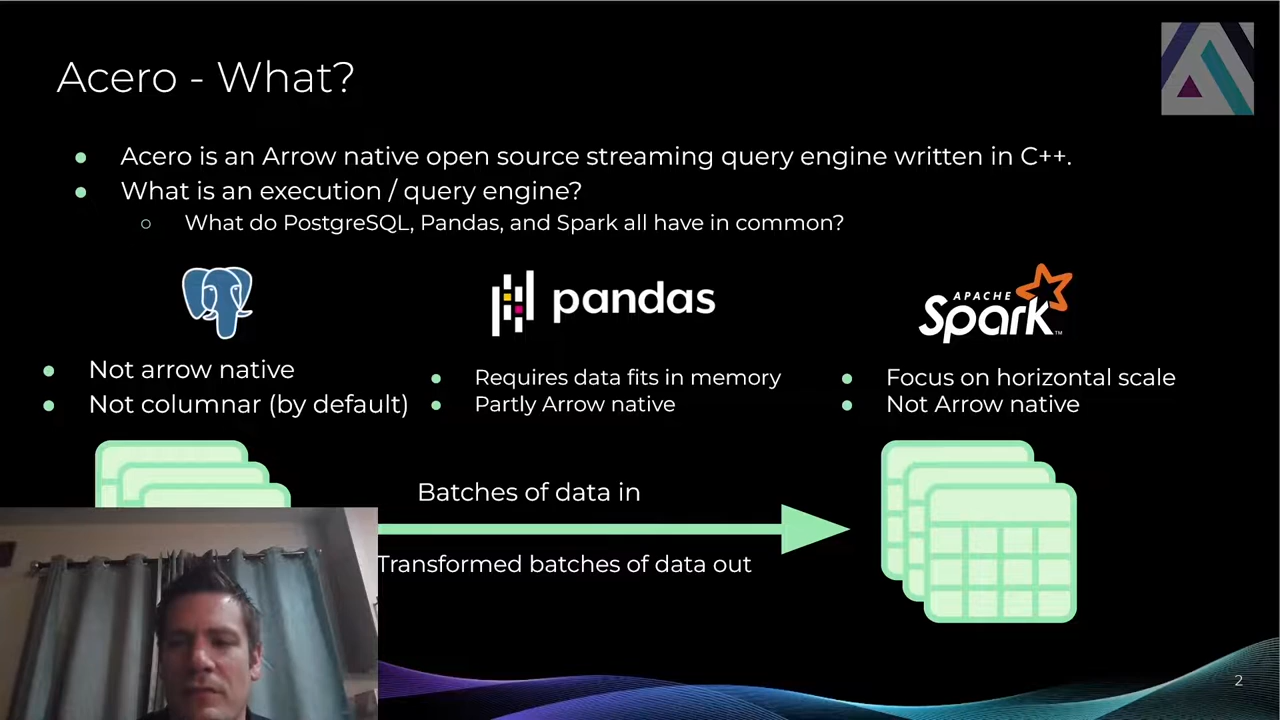 Acero - What?
Acero is an Arrow native open source streaming query engine written in C++.
What is an execution / query engine?
What do PostgreSQL, Pandas, and Spark all have in common?
pandas
APACHE
Spark™
Not arrow native
Not columnar (by default)
Requires data fits in memory
Partly Arrow native
Focus on horizontal scale
Not Arrow native
Batches of data in
Transformed batches of data out
2